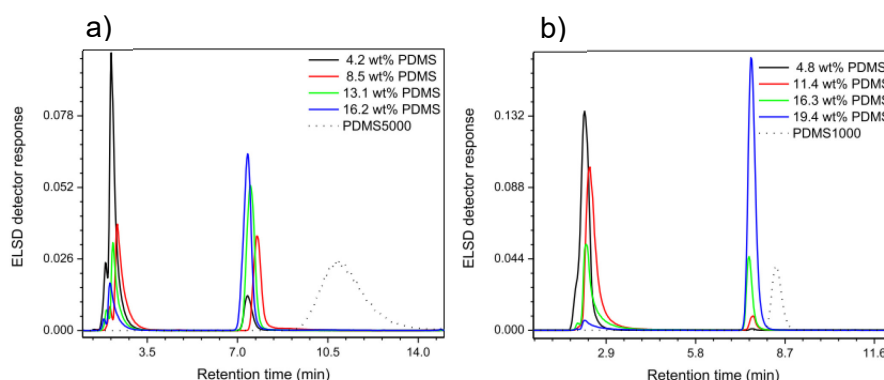 a)
4.2 wt% PDMS
8.5 wt% PDMS
13.1 wt% PDMS
16.2 wt% PDMS
PDMS5000
0.078
0.052
0.026
0.000
ELSD detector response
3.5 7.0 10.5 14.0
Retention time (min)
b)
4.8 wt% PDMS
11.4 wt% PDMS
16.3 wt% PDMS
19.4 wt% PDMS
PDMS1000
0.132
0.088
0.044
0.000
ELSD detector response
2.9 5.8 8.7 11.6
Retention time (min)